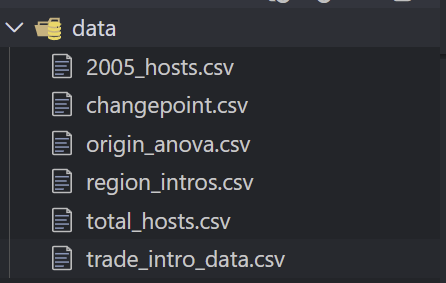 data
2005_hosts.csv
changepoint.csv
origin_anova.csv
region_intros.csv
total_hosts.csv
trade_intro_data.csv